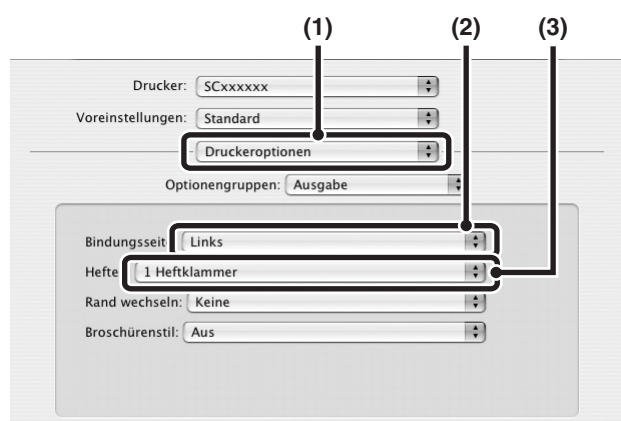 (1) (2) (3)
Drucker: SCxxxxxx
Voreinstellungen: Standard
Druckeroptionen
Optionengruppen: Ausgabe
Bindungsseit Links
Hefte 1 Heftklammer
Rand wechseln: Keine
Broschürenstil: Aus